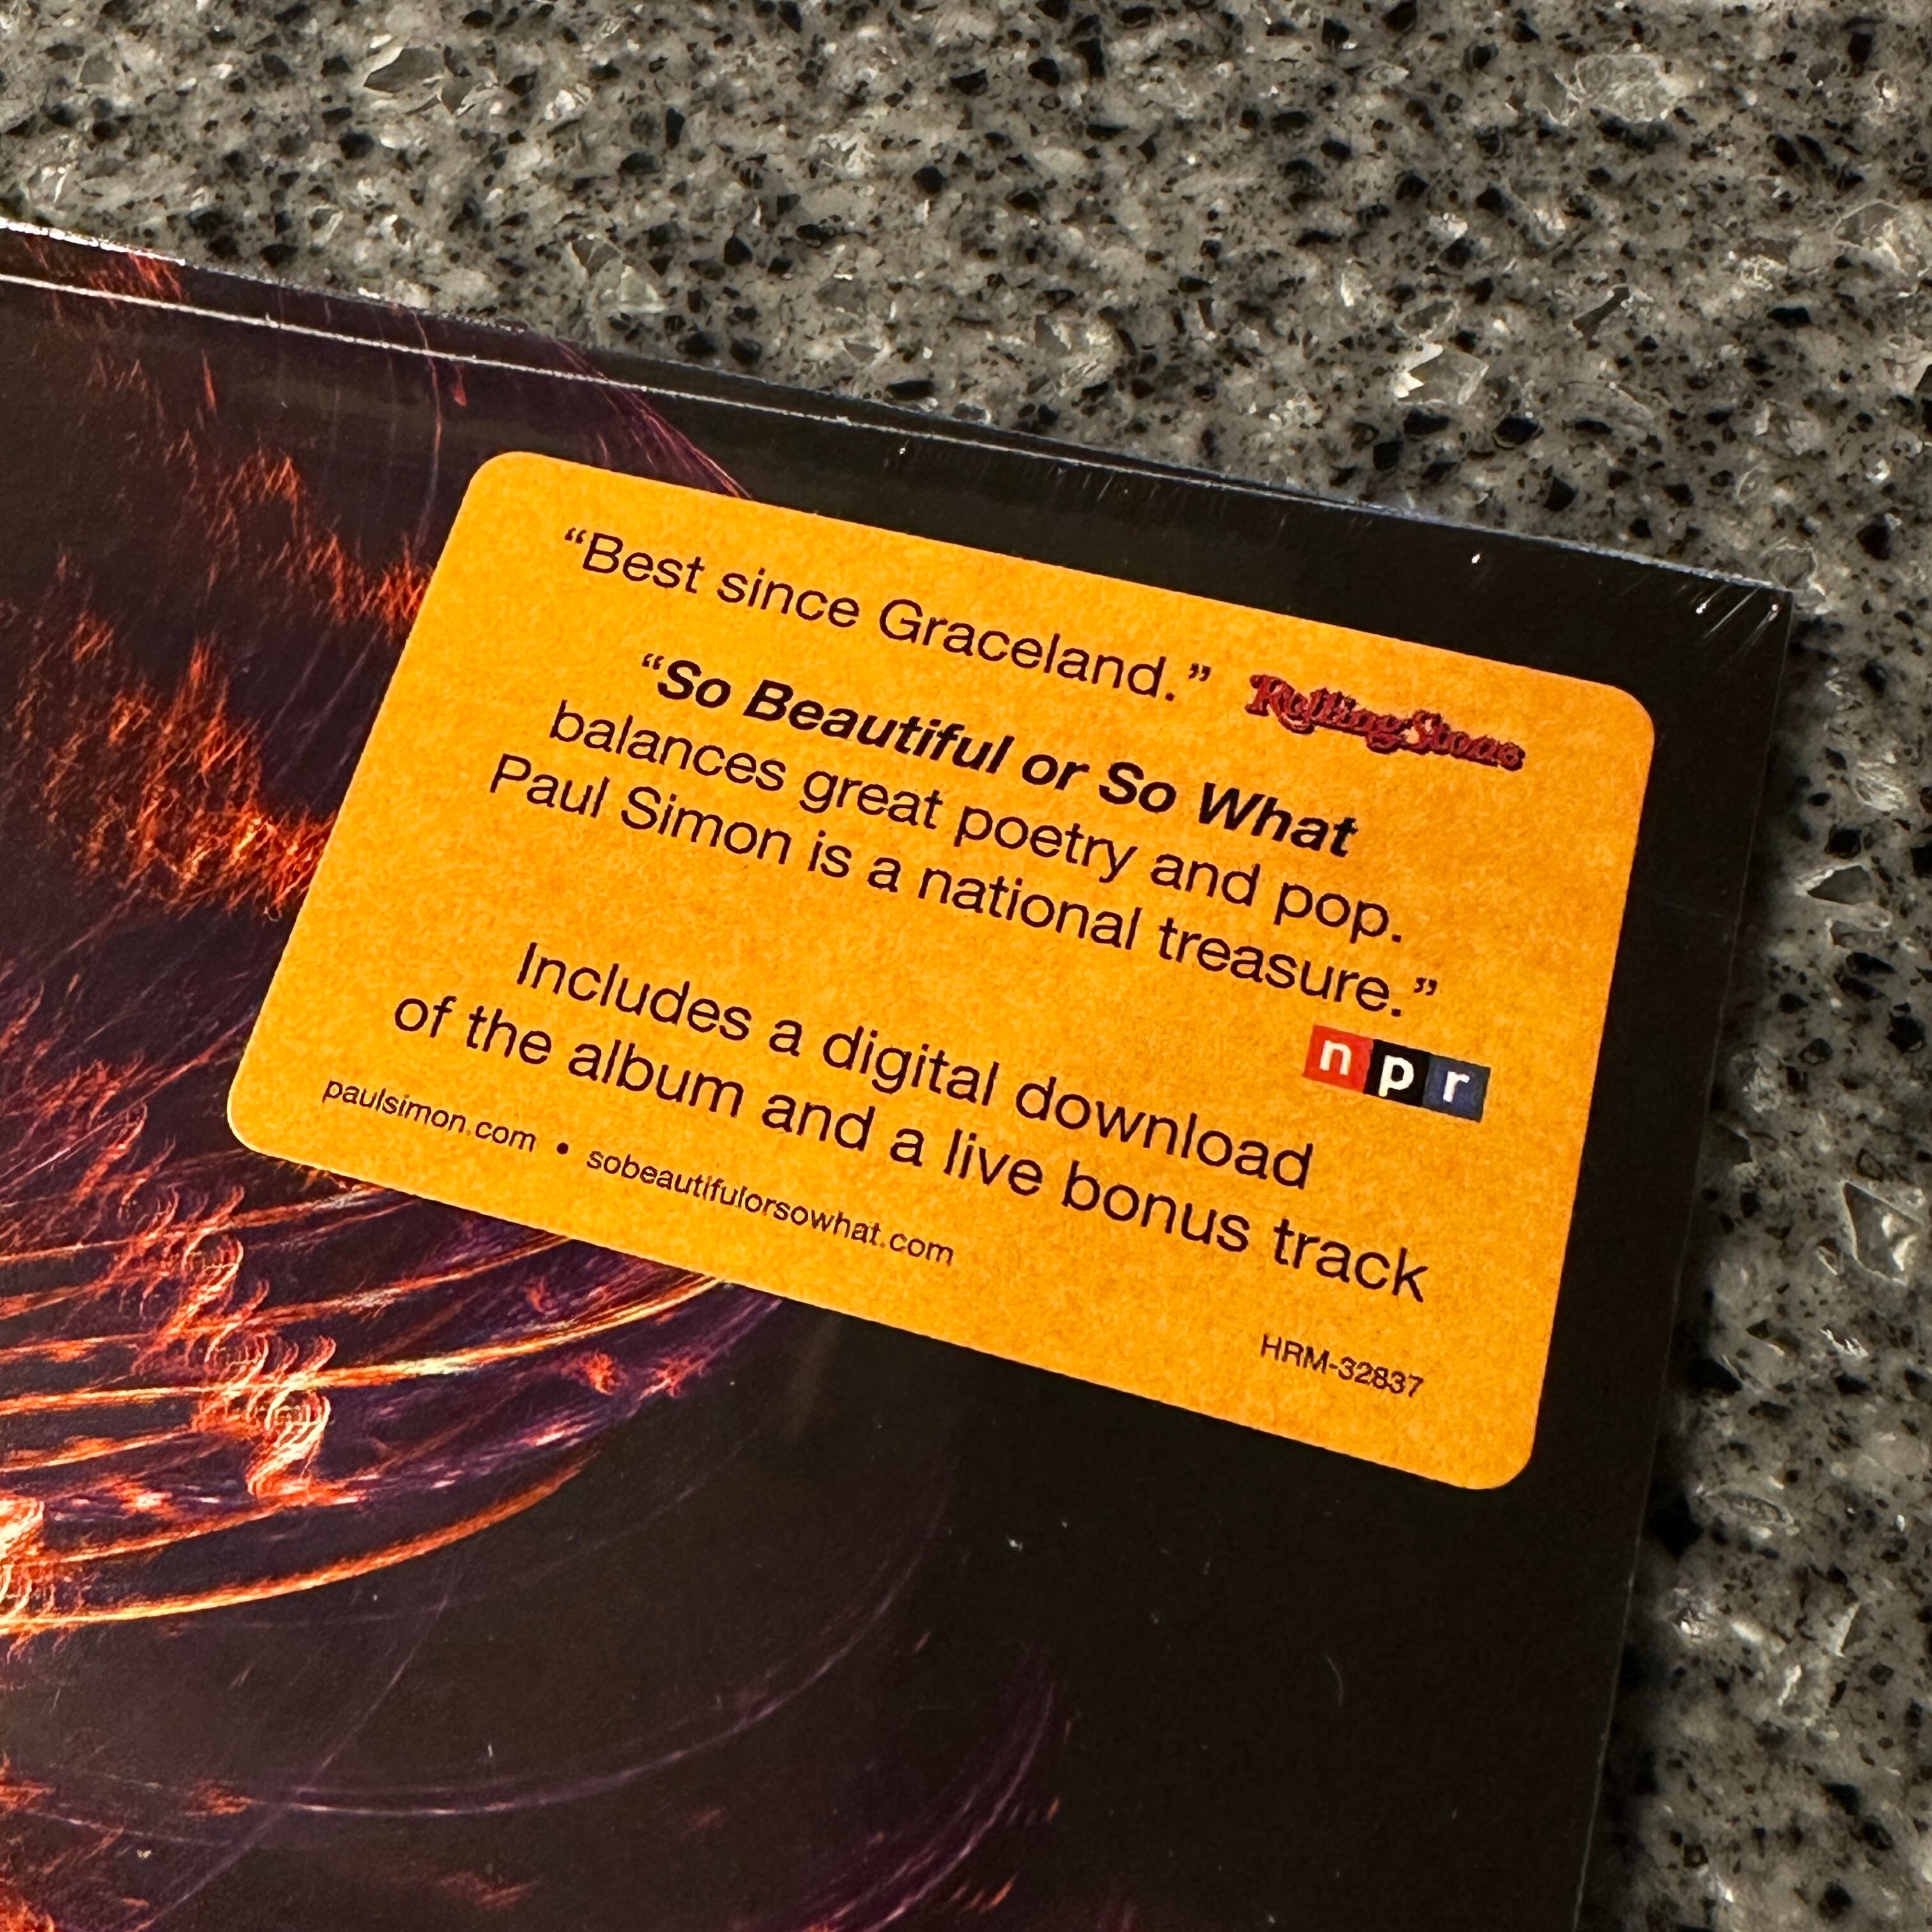 “Best since Graceland.” Rolling Stone
“So Beautiful or So What
balances great poetry and pop.
Paul Simon is a national treasure.”
npr
Includes a digital download
of the album and a live bonus track
paulsimon.com • sobeautifulorsowhat.com
HRM-32837